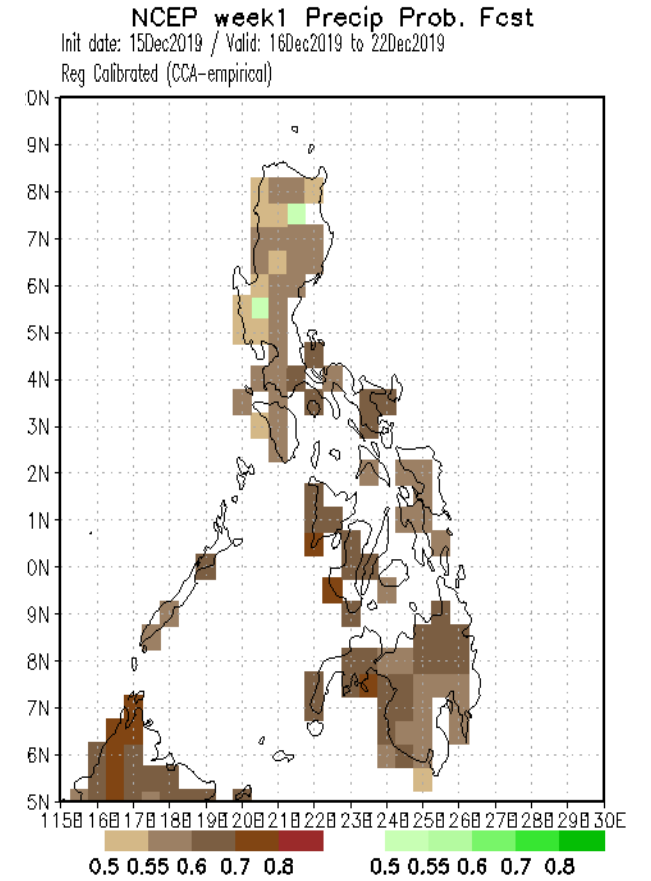 NCEP week1 Precip Prob. Fcst
Init date: 15Dec2019 / Valid: 16Dec2019 to 22Dec2019
Reg Calibrated (CCA-empirical)
0N
9N
8N
7N
6N
5N
4N
3N
2N
1N
0N
9N
8N
7N
6N
5N
0.5 0.55 0.6 0.7 0.8
0.5 0.55 0.6 0.7 0.8